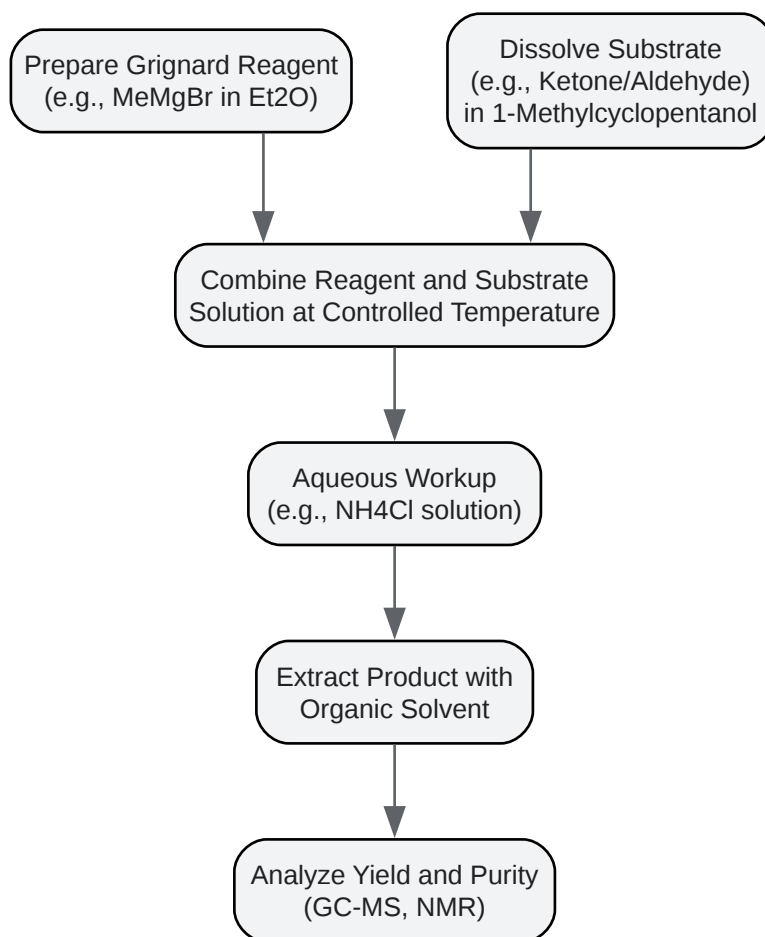 Prepare Grignard Reagent
(e.g., MeMgBr in Et2O)
Dissolve Substrate
(e.g., Ketone/Aldehyde)
in 1-Methylcyclopentanol
Combine Reagent and Substrate
Solution at Controlled Temperature
Aqueous Workup
(e.g., NH4Cl solution)
Extract Product with
Organic Solvent
Analyze Yield and Purity
(GC-MS, NMR)